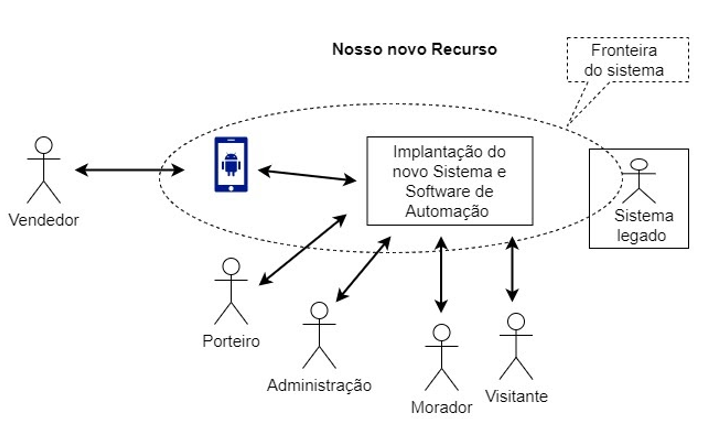 Nosso novo Recurso
Fronteira
do sistema
Implantação do
novo Sistema e
Software de
Automação
Vendedor
Sistema
legado
Porteiro
Administração
Morador
Visitante